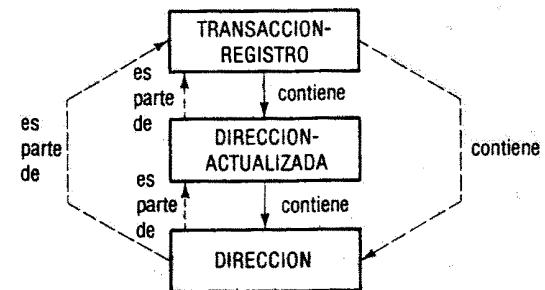 TRANSACCION-
REGISTRO
es
parte
de
contiene
es
parte
de
contiene
DIRECCION-
ACTUALIZADA
es
parte
de
contiene
DIRECCION